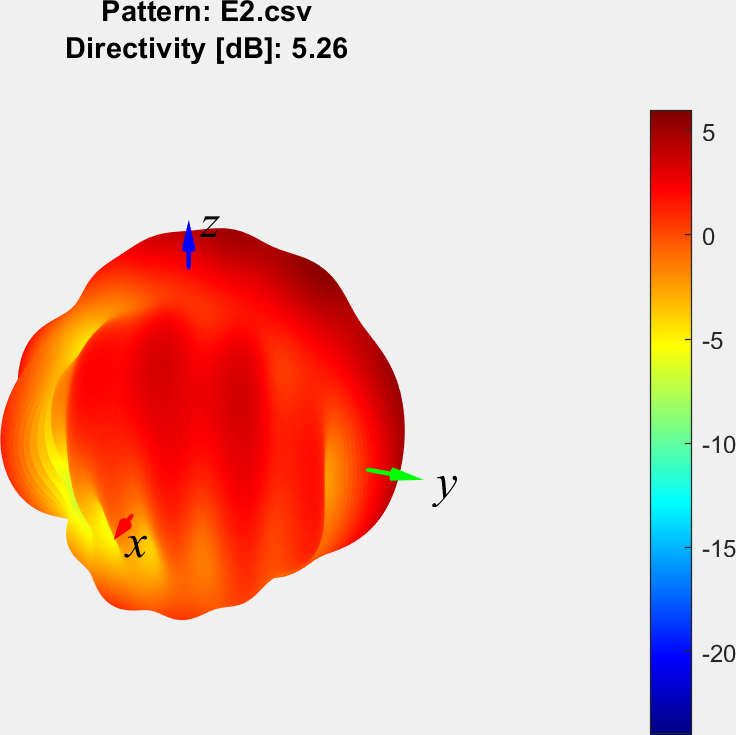 Pattern: E2.csv
Directivity [dB]: 5.26
z
y
x
5
0
-5
-10
-15
-20